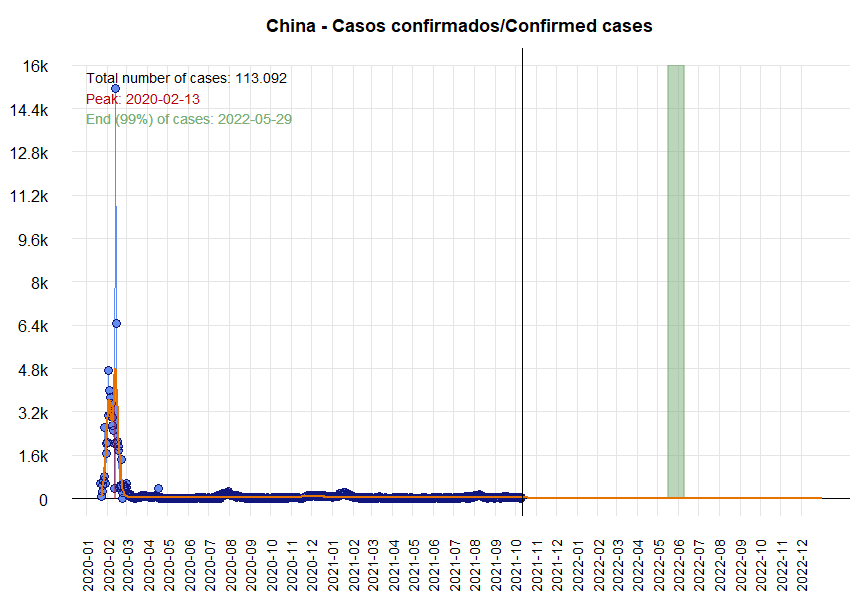 China - Casos confirmados/Confirmed cases
16k
Total number of cases: 113.092
Peak: 2020-02-13
14.4k
End (99%) of cases: 2022-05-29
12.8k
11.2k
9.6k
8k
6.4k
4.8k
3.2k
1.6k
0
2020-01
2020-02
2020-03
2020-04
2020-05
2020-06
2020-07
2020-08
2020-09
2020-10
2020-11
2020-12
2021-01
2021-02
2021-03
2021-04
2021-05
2021-06
2021-07
2021-08
2021-09
2021-10
2021-11
2021-12
2022-01
2022-02
2022-03
2022-04
2022-05
2022-06
2022-07
2022-08
2022-09
2022-10
2022-11
2022-12